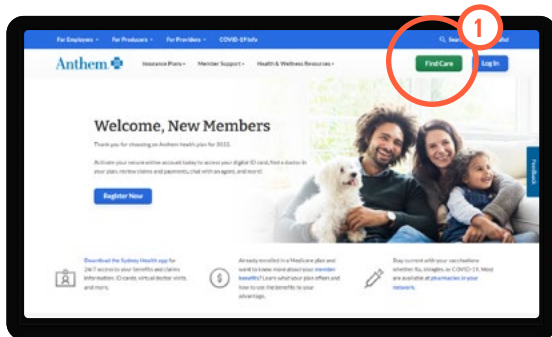 For Employers
For Producers
For Providers
COVID-19 Info
1
Anthem
Insurance Plans
Member Support
Health & Wellness Resources
Find Care
Log In
Welcome, New
Members
Thank you for choosing an Anthem health plan for 2022.
Activate your secure online account today to access your digital ID card, find a doctor in
your plan, review claims and payments, chat with an agent, and more!
Register Now
Feedback
Download the Sydney Health app for
24/7 access to your benefits and claims
information, ID cards, virtual doctor visits,
and more.
Already enrolled in a Medicare plan and
want to know more about your member
benefits? Learn what your plan offers and
how to use the benefits to your
advantage.
Stay current with your vaccinations
whether flu, shingles, or COVID-19. Most
are available at pharmacies in your
network.